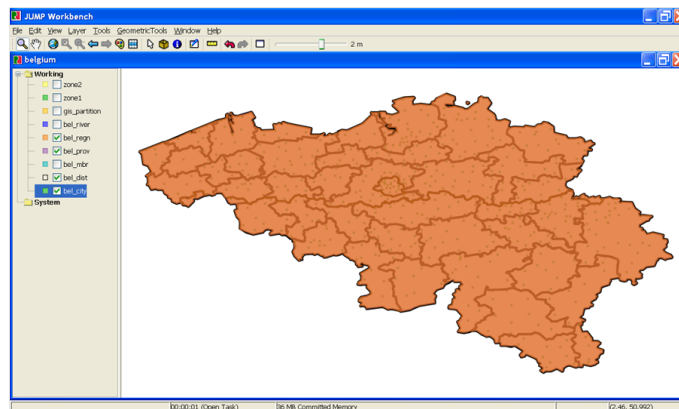 JUMP Workbench
File Edit View Layer Tools GeometricTools Window Help
2 m
belgium
Working
zone2
zone1
gis_partition
bel_river
bel_regn
bel_prov
bel_mbr
bel_dist
bel_city
System
00:00:01 (Open Task) 36 MB Committed Memory (2.46, 50.992)